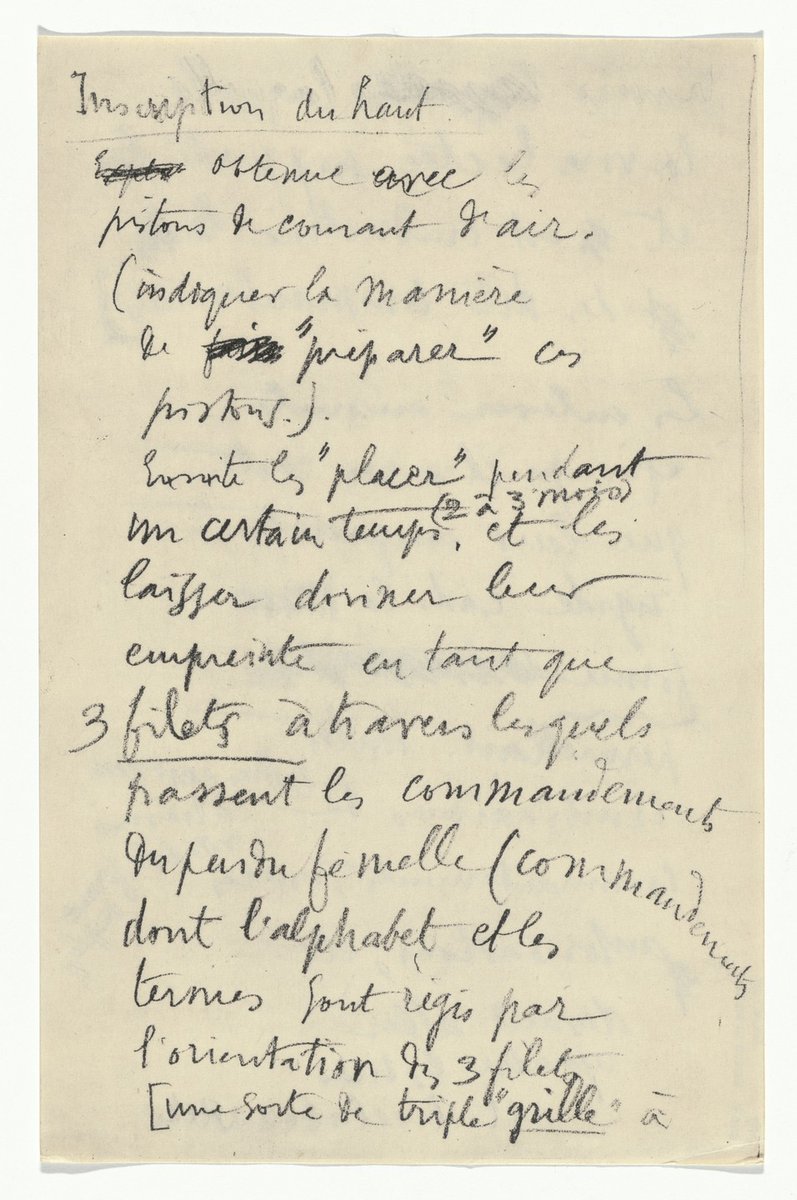 Inscription du haut.
obtenue avec les
pistons de courant d'air.
(indiquer la manière
de "préparer" ces
pistons.).
Ensuite les "placer" pendant
(2 à 3 mois)
un certain temps, et les
laisser dessiner leur
empreinte en tant que
3 filets à travers lesquels
passent les commandements
du pendu femelle (commandements
dont l'alphabet et les
termes sont régis par
l'orientation des 3 filets
[une sorte de triple "grille" à